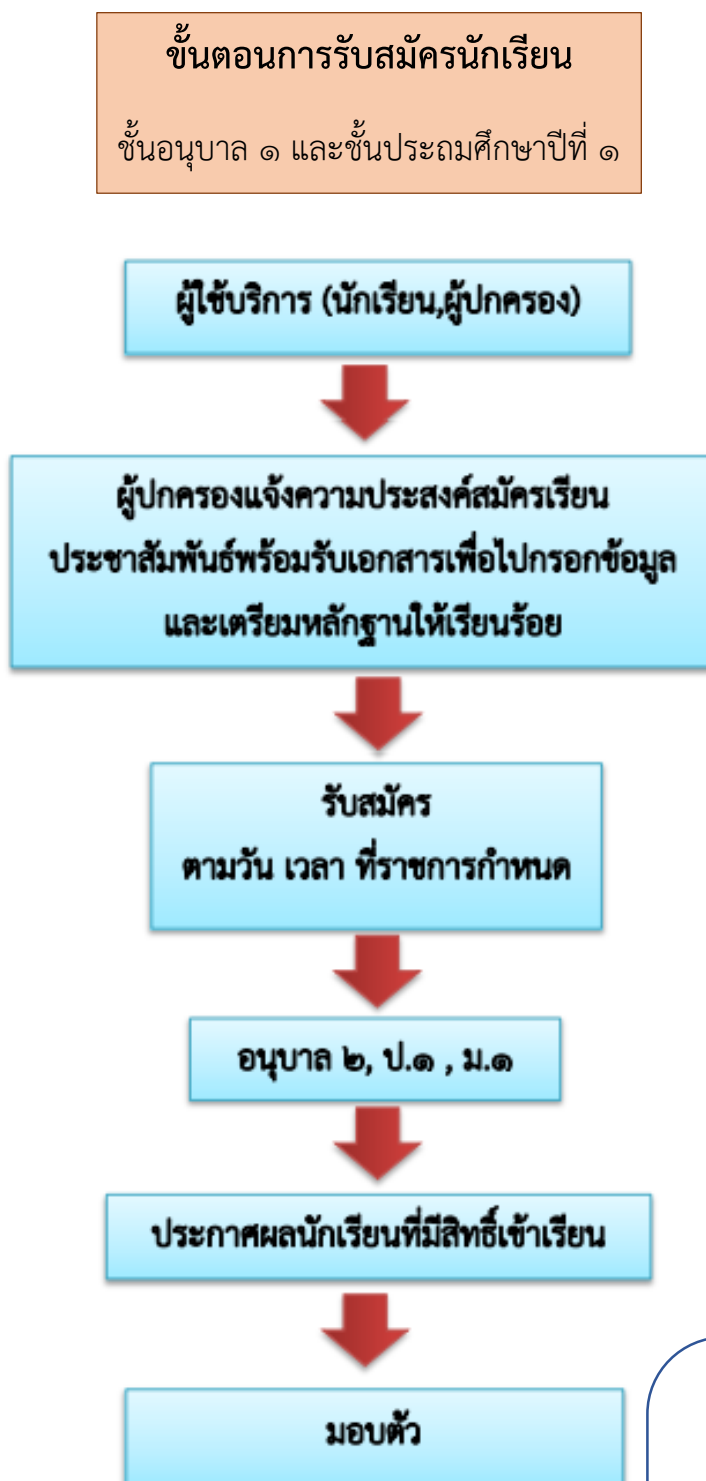 ขั้นตอนการรับสมัครนักเรียน
ชั้นอนุบาล ๑ และชั้นประถมศึกษาปีที่ ๑
ผู้ใช้บริการ (นักเรียน,ผู้ปกครอง)
ผู้ปกครองแจ้งความประสงค์สมัครเรียน
ประชาสัมพันธ์พร้อมรับเอกสารเพื่อไปกรอกข้อมูล
และเตรียมหลักฐานให้เรียนร้อย
รับสมัคร
ตามวัน เวลา ที่ราชการกำหนด
อนุบาล ๒, ป.๑ , ม.๑
ประกาศผลนักเรียนที่มีสิทธิ์เข้าเรียน
มอบตัว